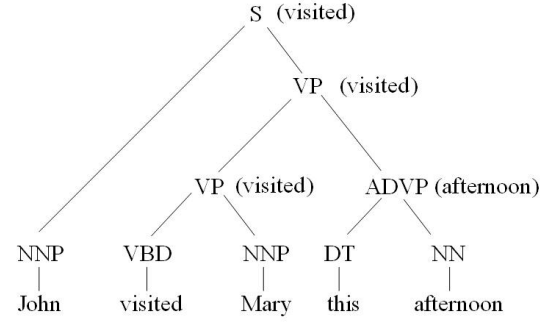 S (visited)
VP (visited)
VP (visited) ADVP (afternoon)
NNP VBD NNP DT NN
John visited Mary this afternoon